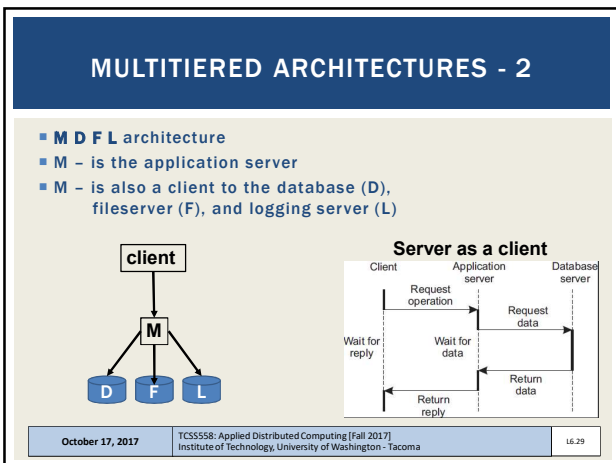 MULTITIERED ARCHITECTURES - 2
▪ M D F L architecture
▪ M – is the application server
▪ M – is also a client to the database (D),
fileserver (F), and logging server (L)
client
M
D F L
Server as a client
Client Application server Database server
Request operation
Request data
Wait for reply
Wait for data
Return data
Return reply
October 17, 2017
TCSS558: Applied Distributed Computing [Fall 2017]
Institute of Technology, University of Washington - Tacoma
L6.29